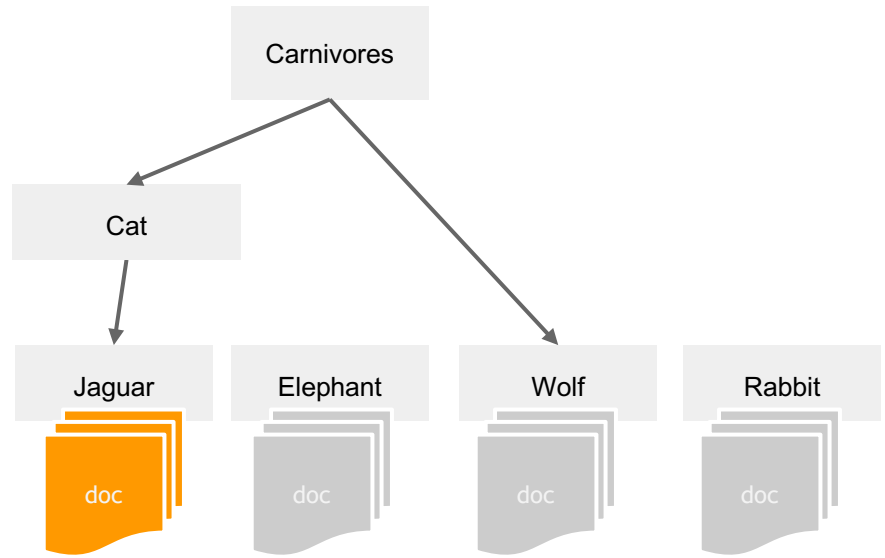 Carnivores
Cat
Jaguar
Elephant
Wolf
Rabbit
doc
doc
doc
doc